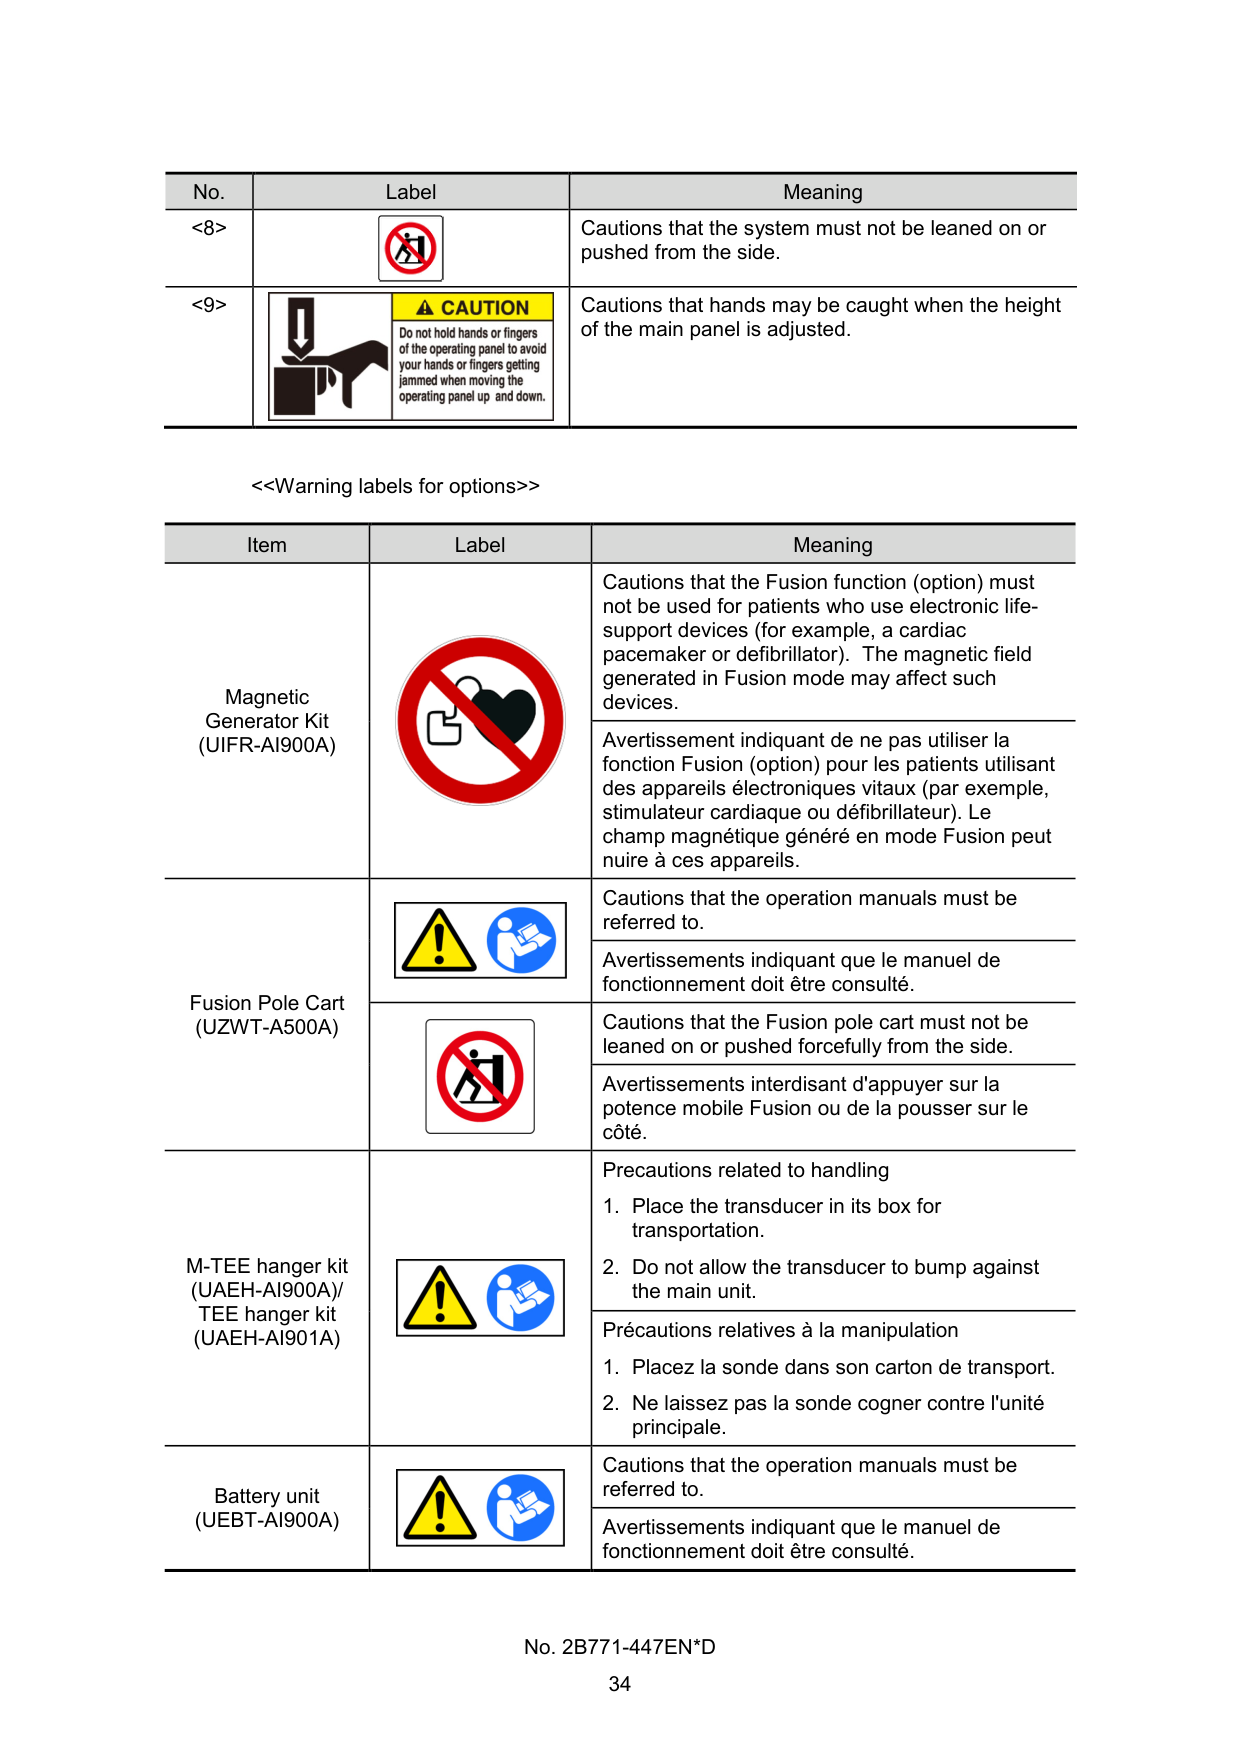 No. Label Meaning
<8> Cautions that the system must not be leaned on or
pushed from the side.
<9> Cautions that hands may be caught when the height
of the main panel is adjusted.
CAUTION
Do not hold hands or fingers
of the operating panel to avoid
your hands or fingers getting
jammed when moving the
operating panel up and down.
<<Warning labels for options>>
Item Label Meaning
Magnetic
Generator Kit
(UIFR-AI900A)
Cautions that the Fusion function (option) must
not be used for patients who use electronic life-
support devices (for example, a cardiac
pacemaker or defibrillator). The magnetic field
generated in Fusion mode may affect such
devices.
Avertissement indiquant de ne pas utiliser la
fonction Fusion (option) pour les patients utilisant
des appareils électroniques vitaux (par exemple,
stimulateur cardiaque ou défibrillateur). Le
champ magnétique généré en mode Fusion peut
nuire à ces appareils.
Fusion Pole Cart
(UZWT-A500A)
Cautions that the operation manuals must be
referred to.
Avertissements indiquant que le manuel de
fonctionnement doit être consulté.
Cautions that the Fusion pole cart must not be
leaned on or pushed forcefully from the side.
Avertissements interdisant d'appuyer sur la
potence mobile Fusion ou de la pousser sur le
côté.
M-TEE hanger kit
(UAEH-AI900A)/
TEE hanger kit
(UAEH-AI901A)
Precautions related to handling
1. Place the transducer in its box for
transportation.
2. Do not allow the transducer to bump against
the main unit.
Précautions relatives à la manipulation
1. Placez la sonde dans son carton de transport.
2. Ne laissez pas la sonde cogner contre l'unité
principale.
Battery unit
(UEBT-AI900A)
Cautions that the operation manuals must be
referred to.
Avertissements indiquant que le manuel de
fonctionnement doit être consulté.
No. 2B771-447EN*D
34